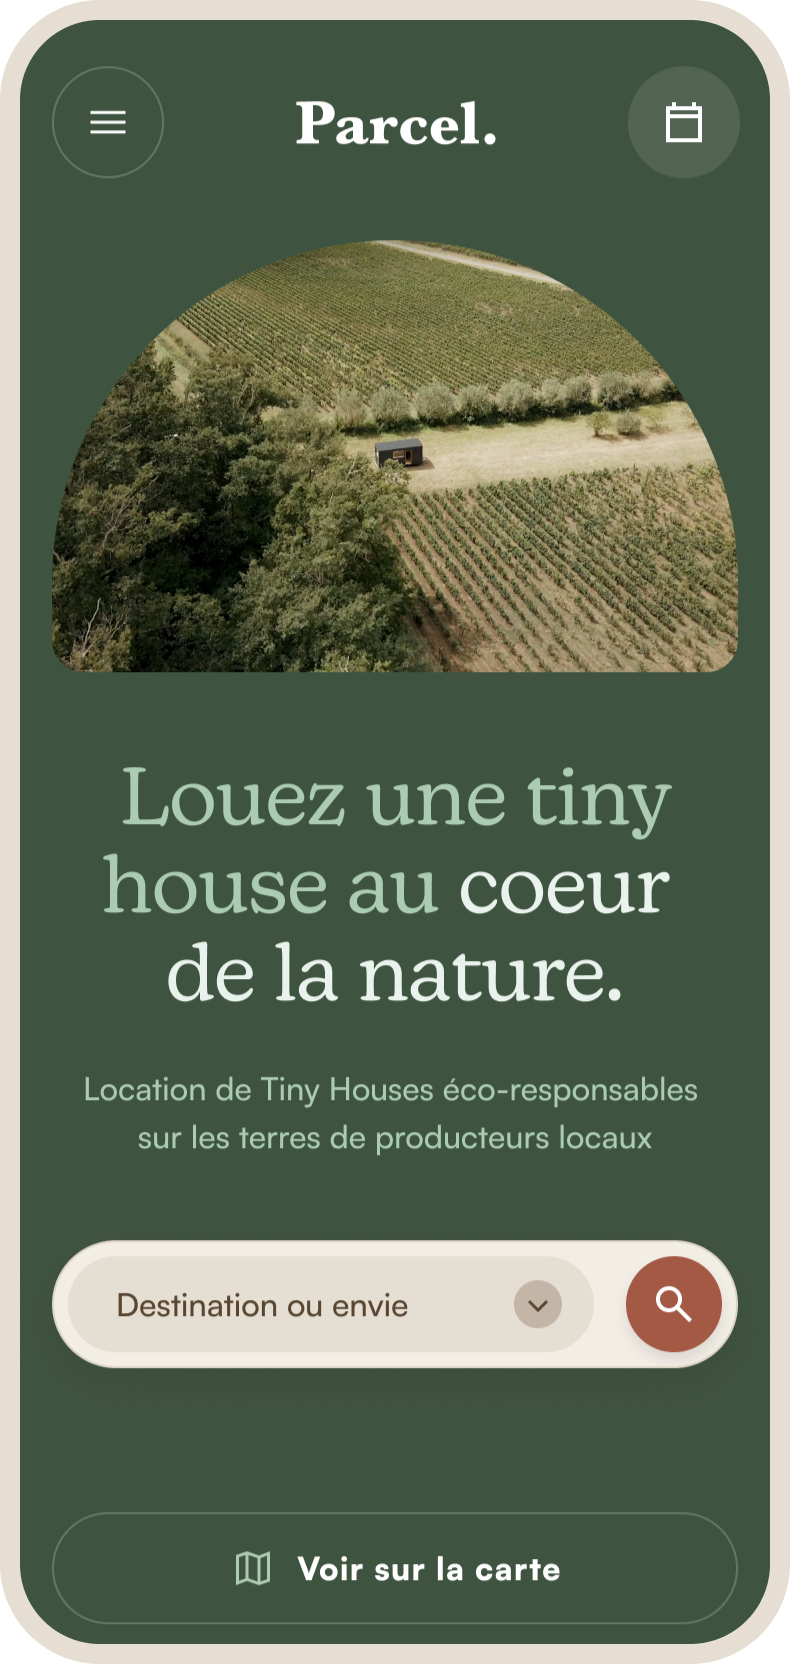 Parcel.
Louez une tiny
house au coeur
de la nature.
Location de Tiny Houses éco-responsables
sur les terres de producteurs locaux
Destination ou envie
Voir sur la carte